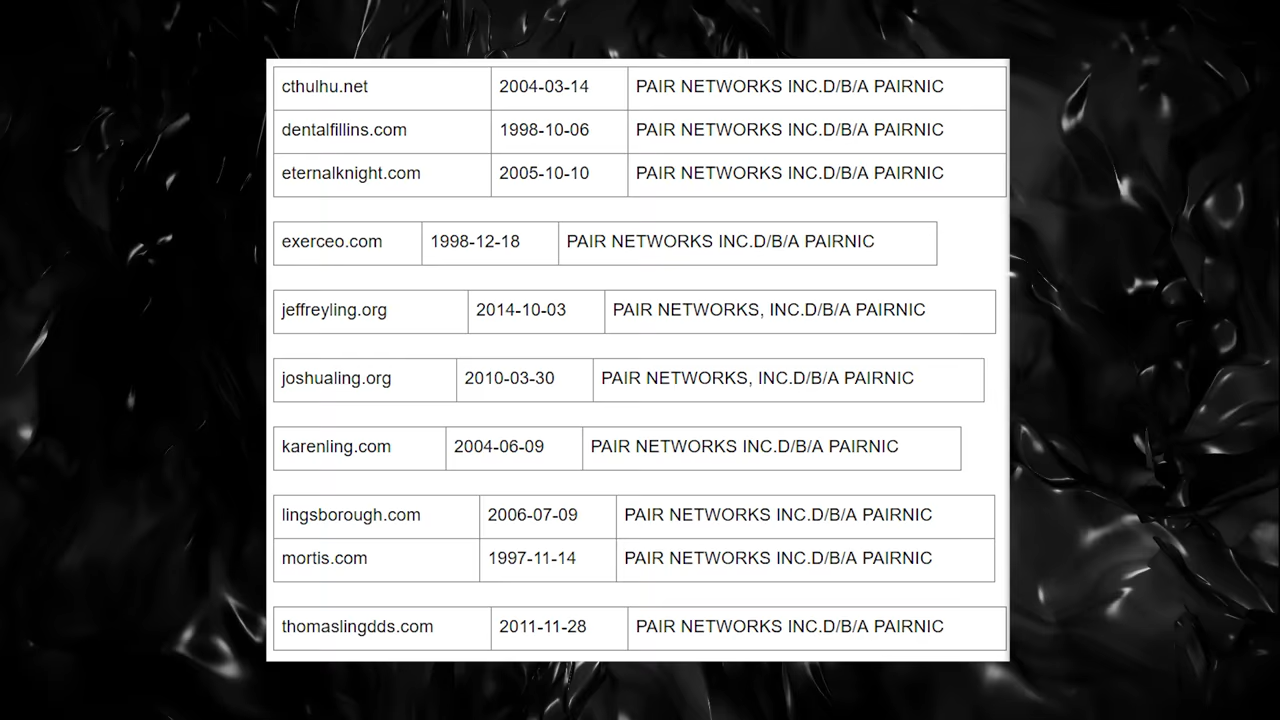 cthulhu.net 2004-03-14 PAIR NETWORKS INC.D/B/A PAIRNIC
dentalfillins.com 1998-10-06 PAIR NETWORKS INC.D/B/A PAIRNIC
eternalknight.com 2005-10-10 PAIR NETWORKS INC.D/B/A PAIRNIC
exerceo.com 1998-12-18 PAIR NETWORKS INC.D/B/A PAIRNIC
jeffreyling.org 2014-10-03 PAIR NETWORKS, INC.D/B/A PAIRNIC
joshualing.org 2010-03-30 PAIR NETWORKS, INC.D/B/A PAIRNIC
karenling.com 2004-06-09 PAIR NETWORKS INC.D/B/A PAIRNIC
lingsborough.com 2006-07-09 PAIR NETWORKS INC.D/B/A PAIRNIC
mortis.com 1997-11-14 PAIR NETWORKS INC.D/B/A PAIRNIC
thomaslingdds.com 2011-11-28 PAIR NETWORKS INC.D/B/A PAIRNIC